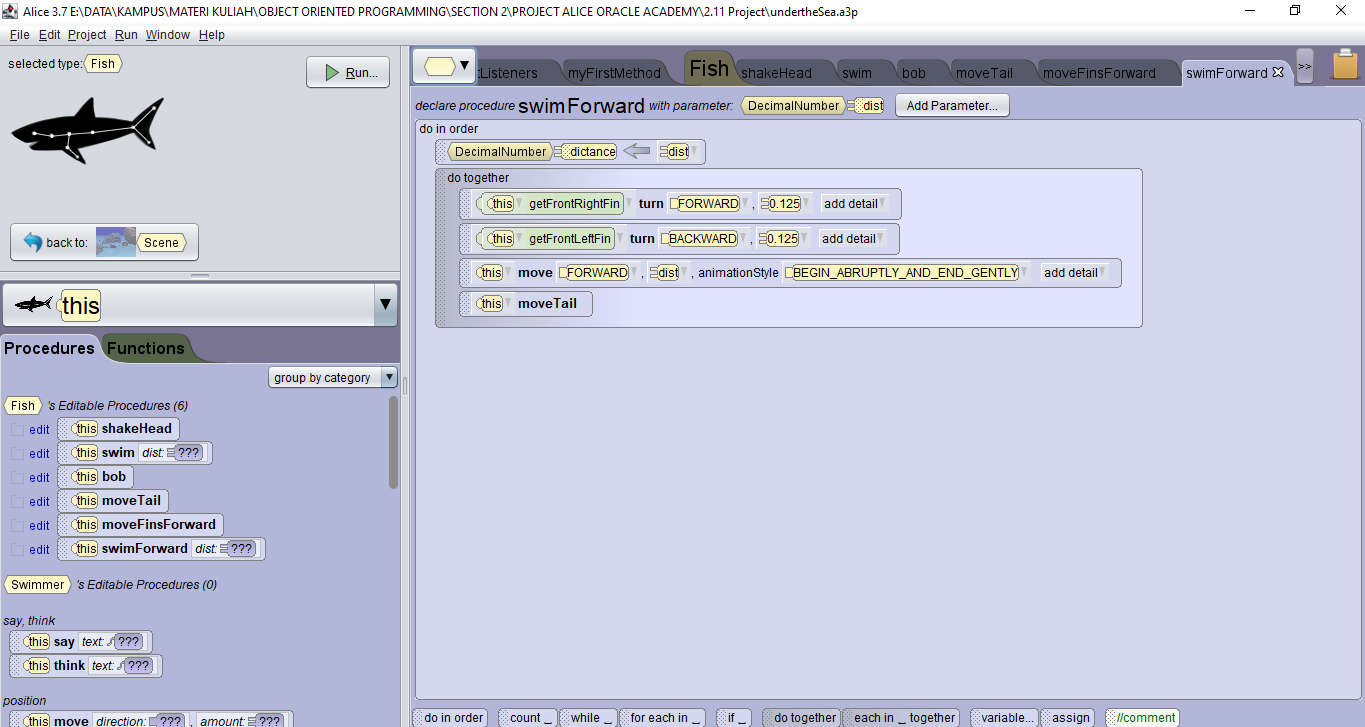 Alice 3.7 E:\DATA\KAMPUS\MATERI KULIAH\OBJECT ORIENTED PROGRAMMING\SECTION 2\PROJECT ALICE ORACLE ACADEMY\2.11 Project\undertheSea.a3p
File Edit Project Run Window Help
selected type: Fish
Run...
back to: Scene
this
Procedures Functions
group by category
Fish 's Editable Procedures (6)
edit this shakeHead
edit this swim dist: ???
edit this bob
edit this moveTail
edit this moveFinsForward
edit this swimForward dist: ???
Swimmer 's Editable Procedures (0)
say, think
this say text: ???
this think text: ???
position
this move direction: ??? , amount: ???
tListeners myFirstMethod Fish shakeHead swim bob moveTail moveFinsForward swimForward >>
declare procedure swimForward with parameter: DecimalNumber dist Add Parameter...
do in order
DecimalNumber dictance dist
do together
this getFrontRightFin turn FORWARD , 0.125 add detail
this getFrontLeftFin turn BACKWARD , 0.125 add detail
this move FORWARD , dist , animationStyle BEGIN_ABRUPTLY_AND_END_GENTLY add detail
this moveTail
do in order count _ while _ for each in _ if _ do together each in _ together variable... assign //comment